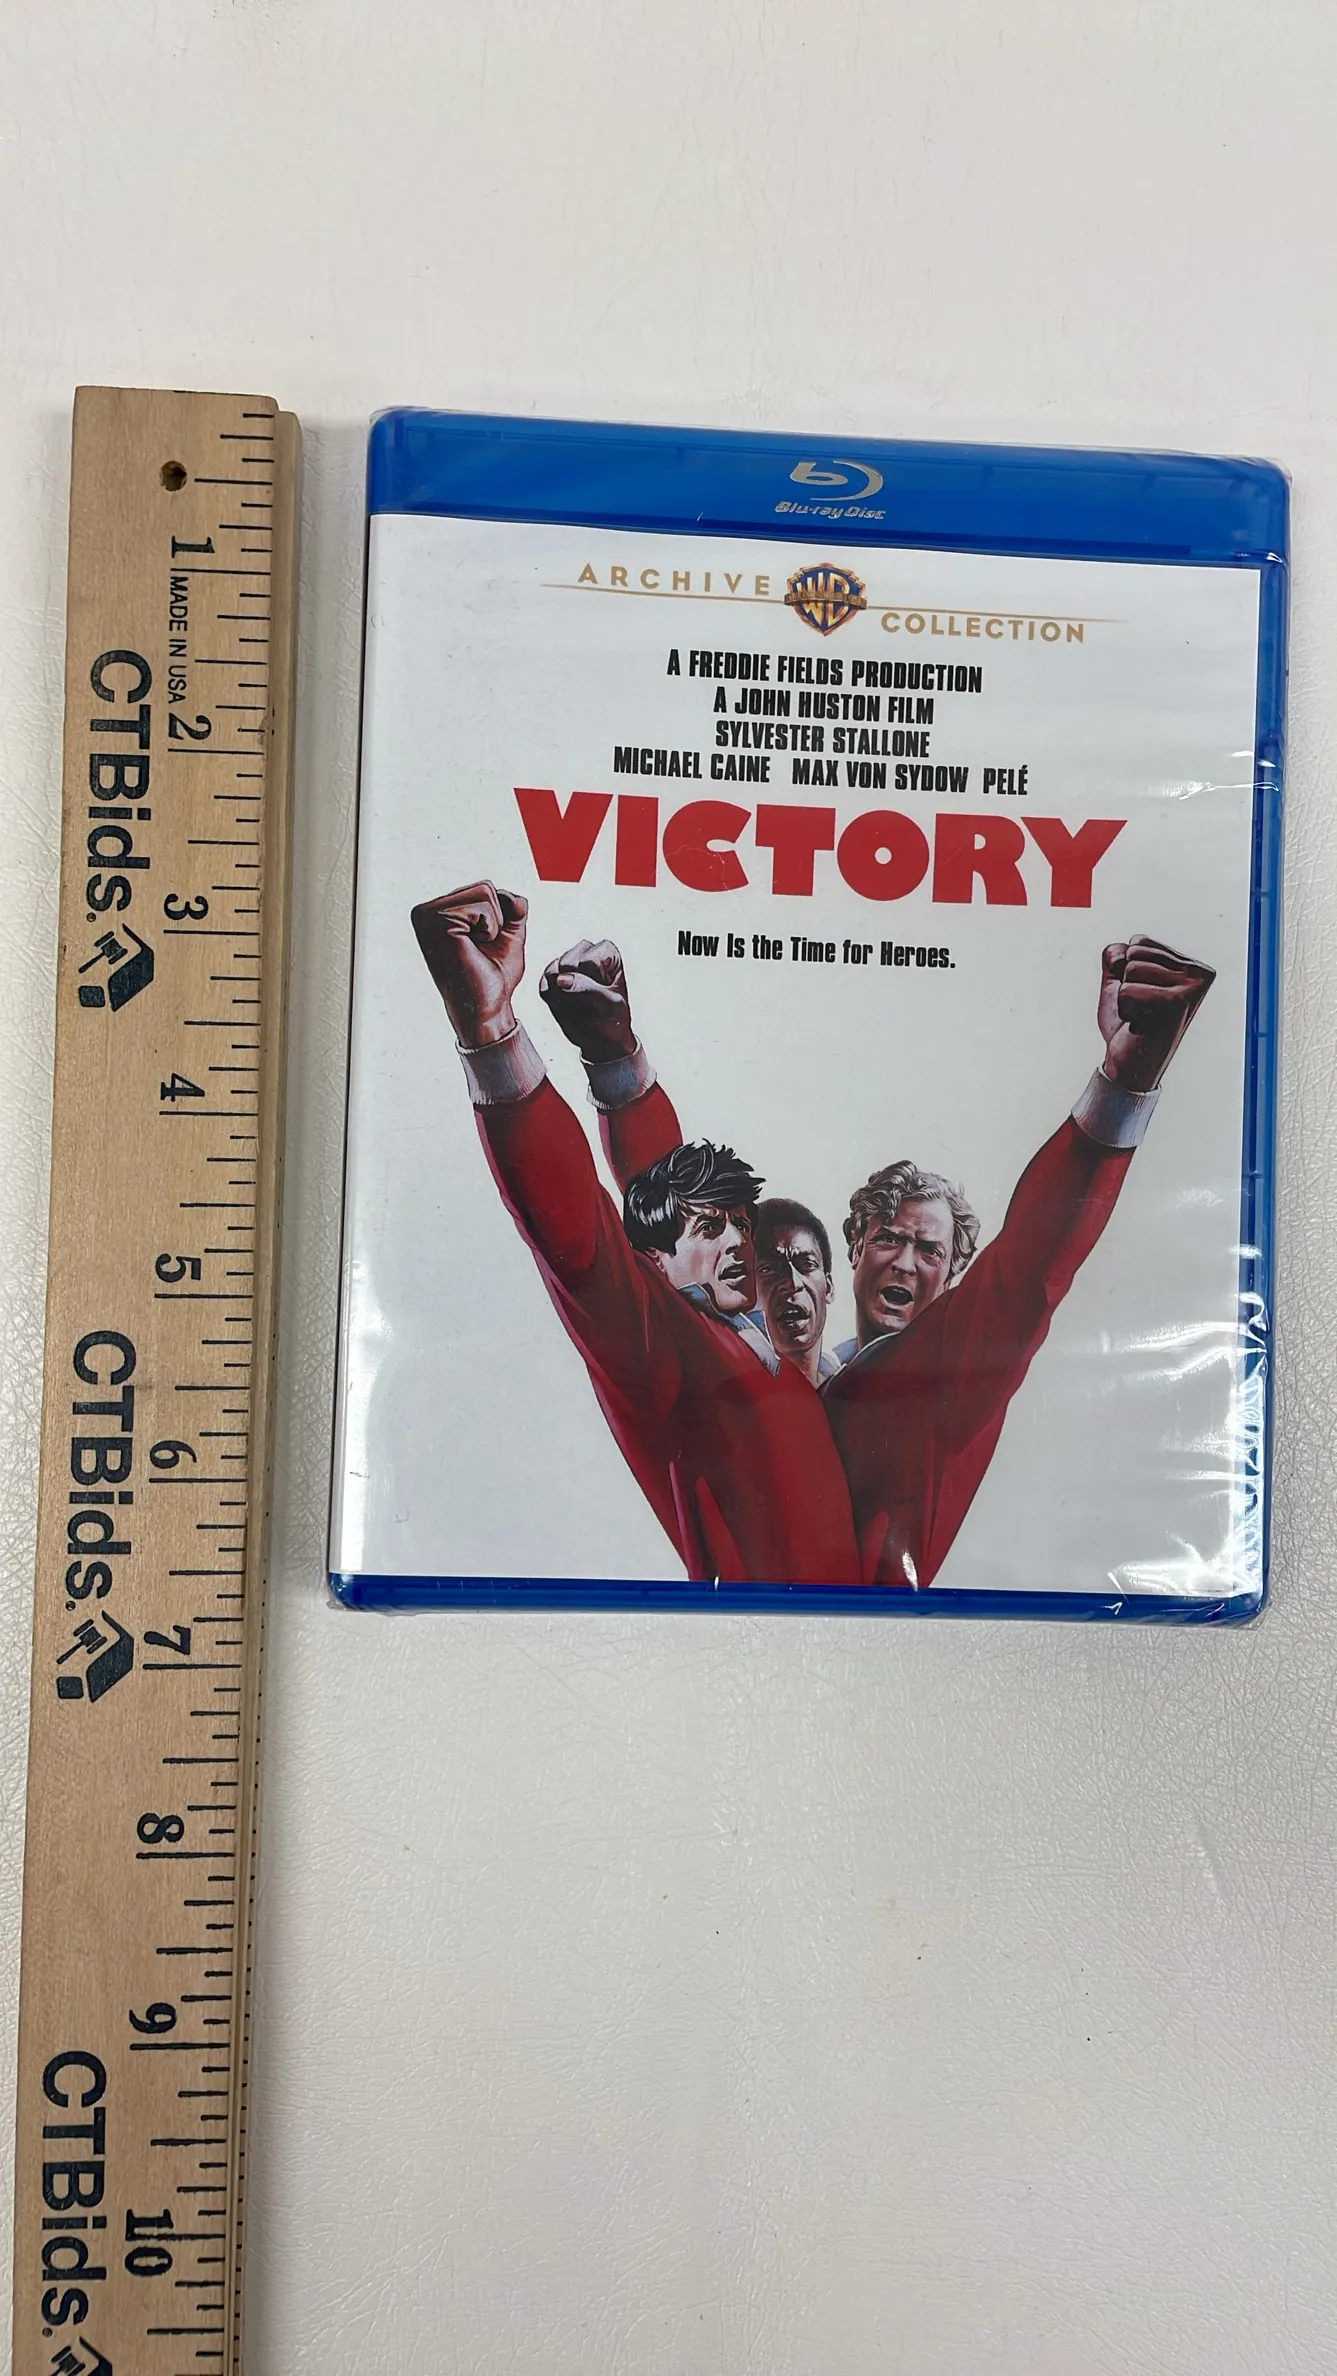 Blu-ray Disc
ARCHIVE WB COLLECTION
A FREDDIE FIELDS PRODUCTION
A JOHN HUSTON FILM
SYLVESTER STALLONE
MICHAEL CAINE MAX VON SYDOW PELÉ
VICTORY
Now Is the Time for Heroes.
1 2 3 4 5 6 7 8 9 10
MADE IN USA
CTBids.
CTBids.
CTBids.